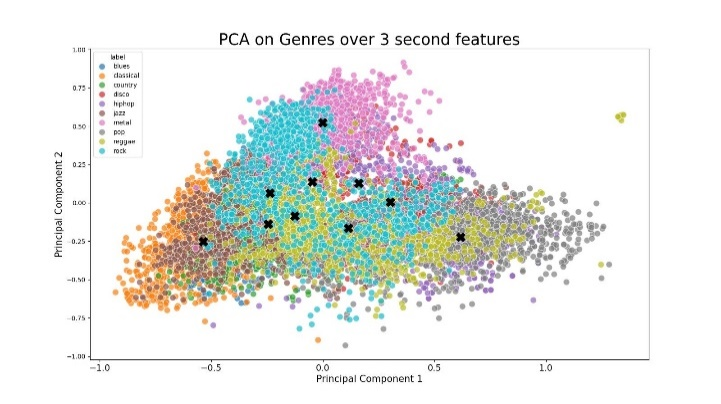 PCA on Genres over 3 second features
label
blues
classical
country
disco
hiphop
jazz
metal
pop
reggae
rock
1.00
0.75
0.50
0.25
0.00
−0.25
−0.50
−0.75
−1.00
Principal Component 2
−1.0 −0.5 0.0 0.5 1.0
Principal Component 1